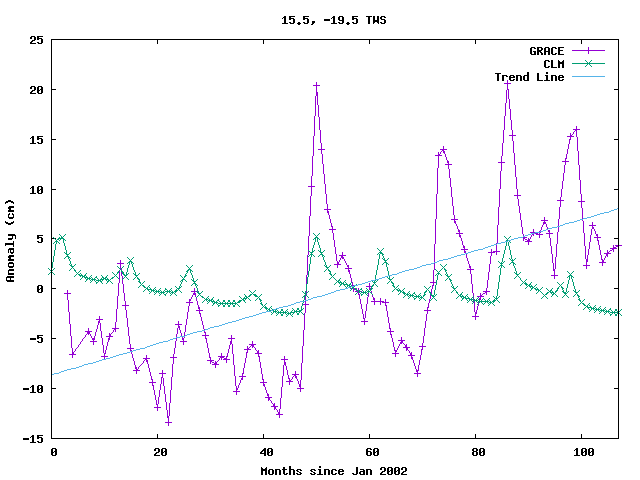 15.5, -19.5 TWS
GRACE
CLM
Trend Line
Anomaly (cm)
25
20
15
10
5
0
-5
-10
-15
0 20 40 60 80 100
Months since Jan 2002